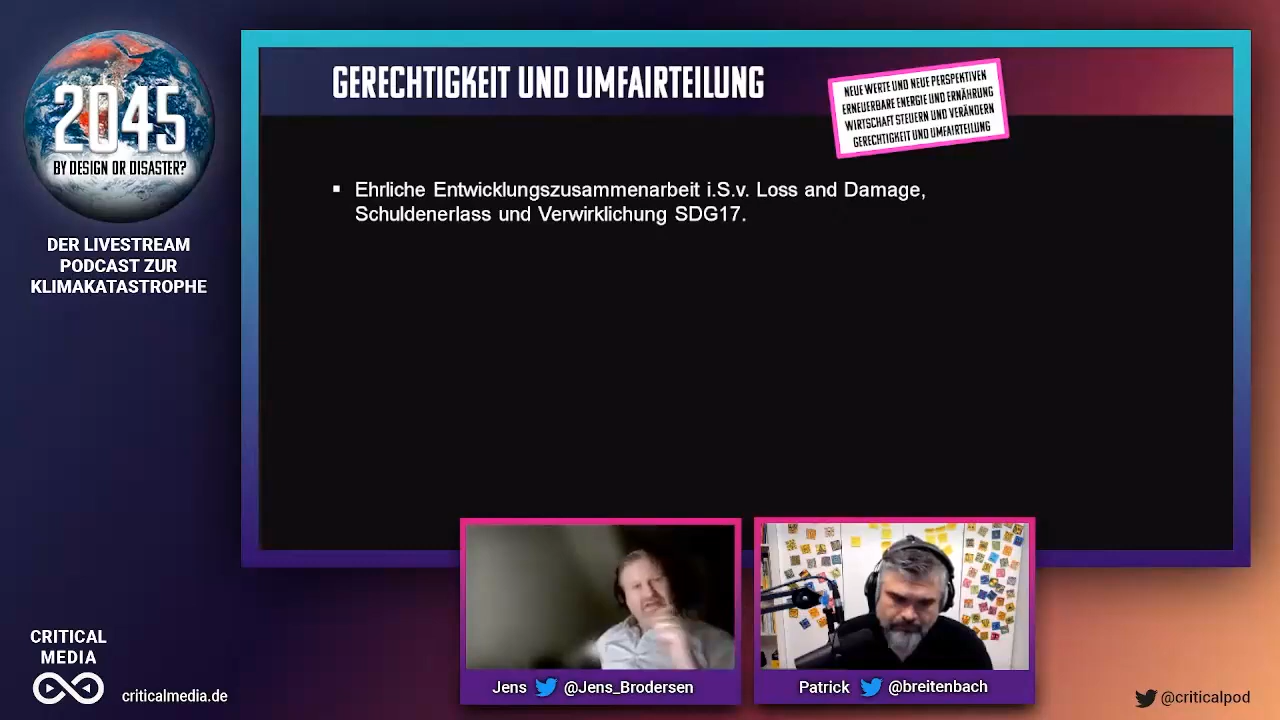 2045
BY DESIGN OR DISASTER?
DER LIVESTREAM
PODCAST ZUR
KLIMAKATASTROPHE
GERECHTIGKEIT UND UMFAIRTEILUNG
NEUE WERTE UND NEUE PERSPEKTIVEN
ERNEUERBARE ENERGIE UND ERNÄHRUNG
WIRTSCHAFT STEUERN UND VERÄNDERN
GERECHTIGKEIT UND UMFAIRTEILUNG
▪ Ehrliche Entwicklungszusammenarbeit i.S.v. Loss and Damage,
Schuldenerlass und Verwirklichung SDG17.
CRITICAL
MEDIA
criticalmedia.de
Jens @Jens_Brodersen
Patrick @breitenbach
@criticalpod